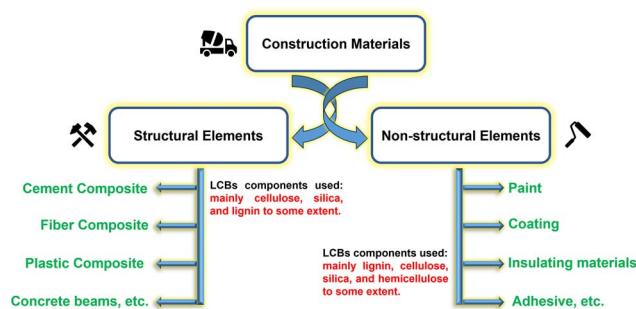 Construction Materials
Structural Elements
Non-structural Elements
LCBs components used:
mainly cellulose, silica,
and lignin to some extent.
Cement Composite
Fiber Composite
Plastic Composite
Concrete beams, etc.
LCBs components used:
mainly lignin, cellulose,
silica, and hemicellulose
to some extent.
Paint
Coating
Insulating materials
Adhesive, etc.